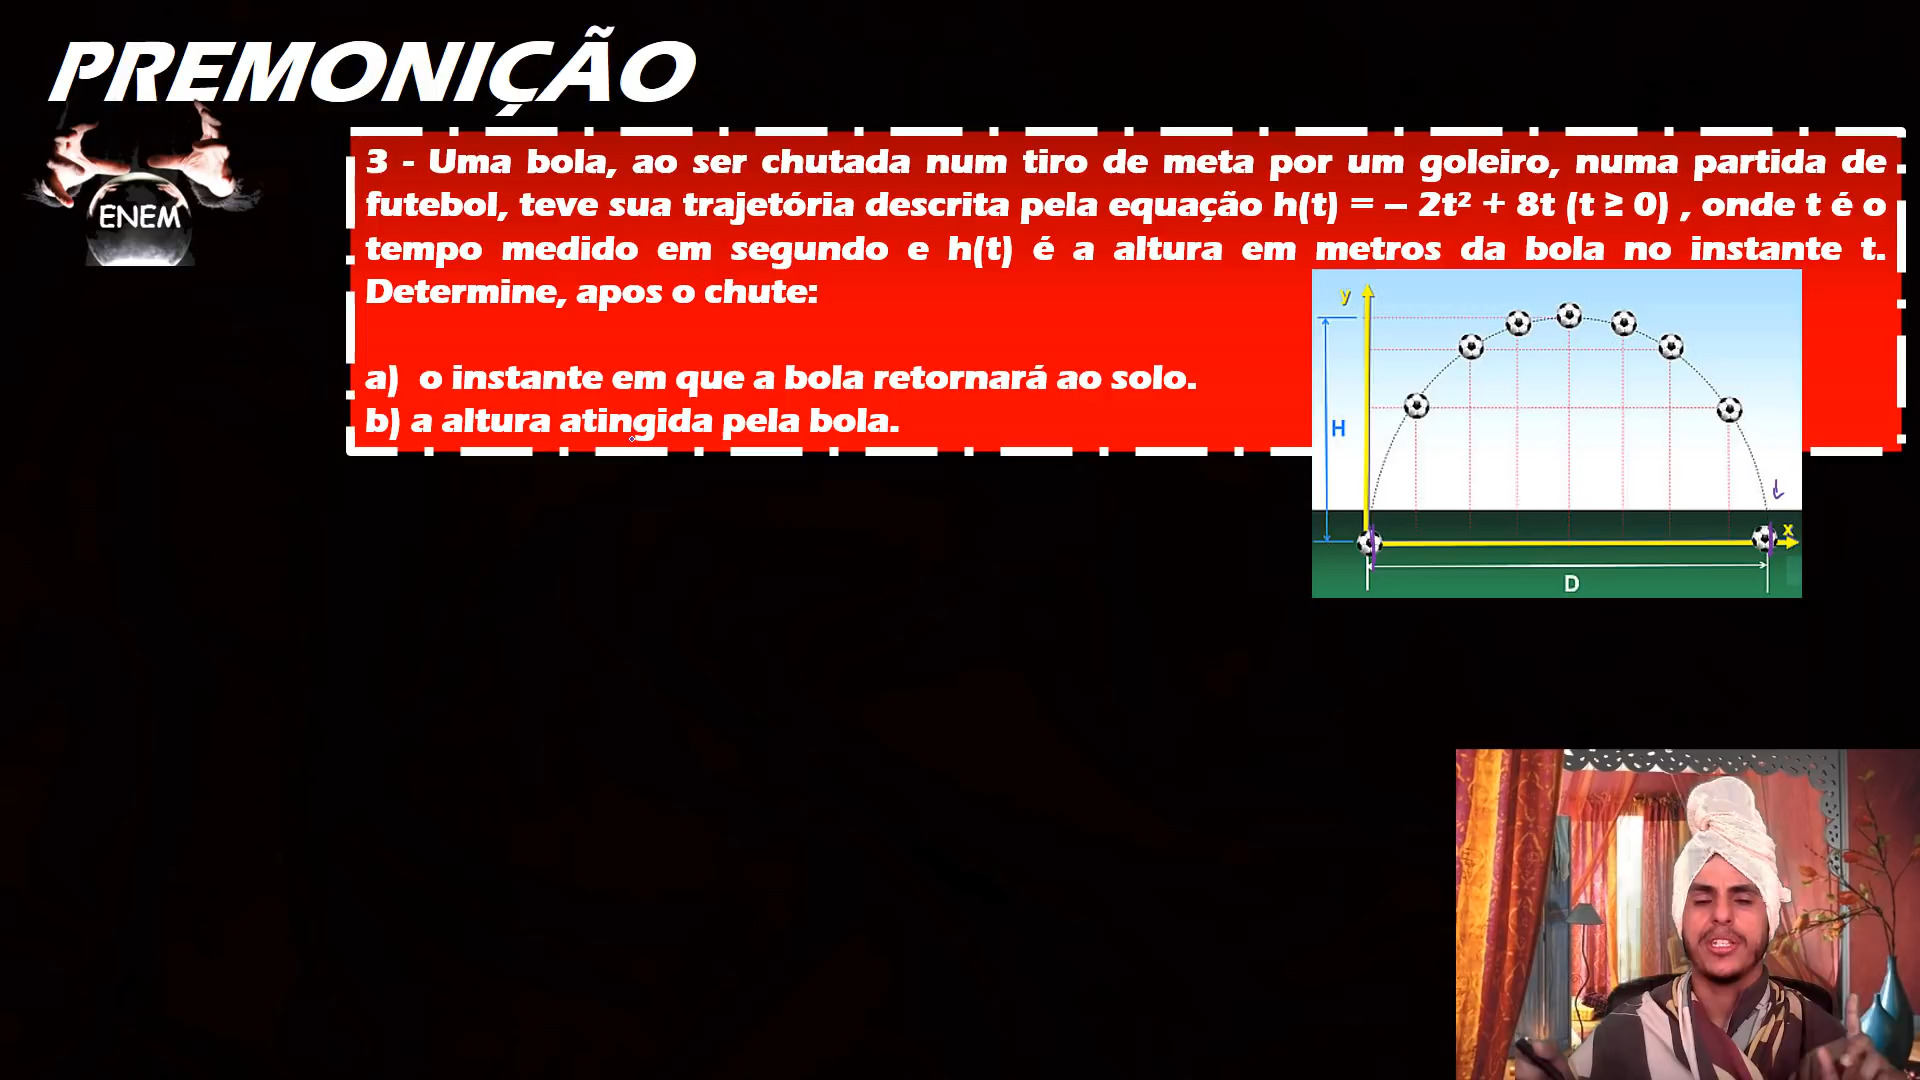 PREMONIÇÃO
ENEM
3 - Uma bola, ao ser chutada num tiro de meta por um goleiro, numa partida de
futebol, teve sua trajetória descrita pela equação h(t) = – 2t² + 8t (t ≥ 0) , onde t é o
tempo medido em segundo e h(t) é a altura em metros da bola no instante t.
Determine, apos o chute:
a) o instante em que a bola retornará ao solo.
b) a altura atingida pela bola.
y
H
x
D